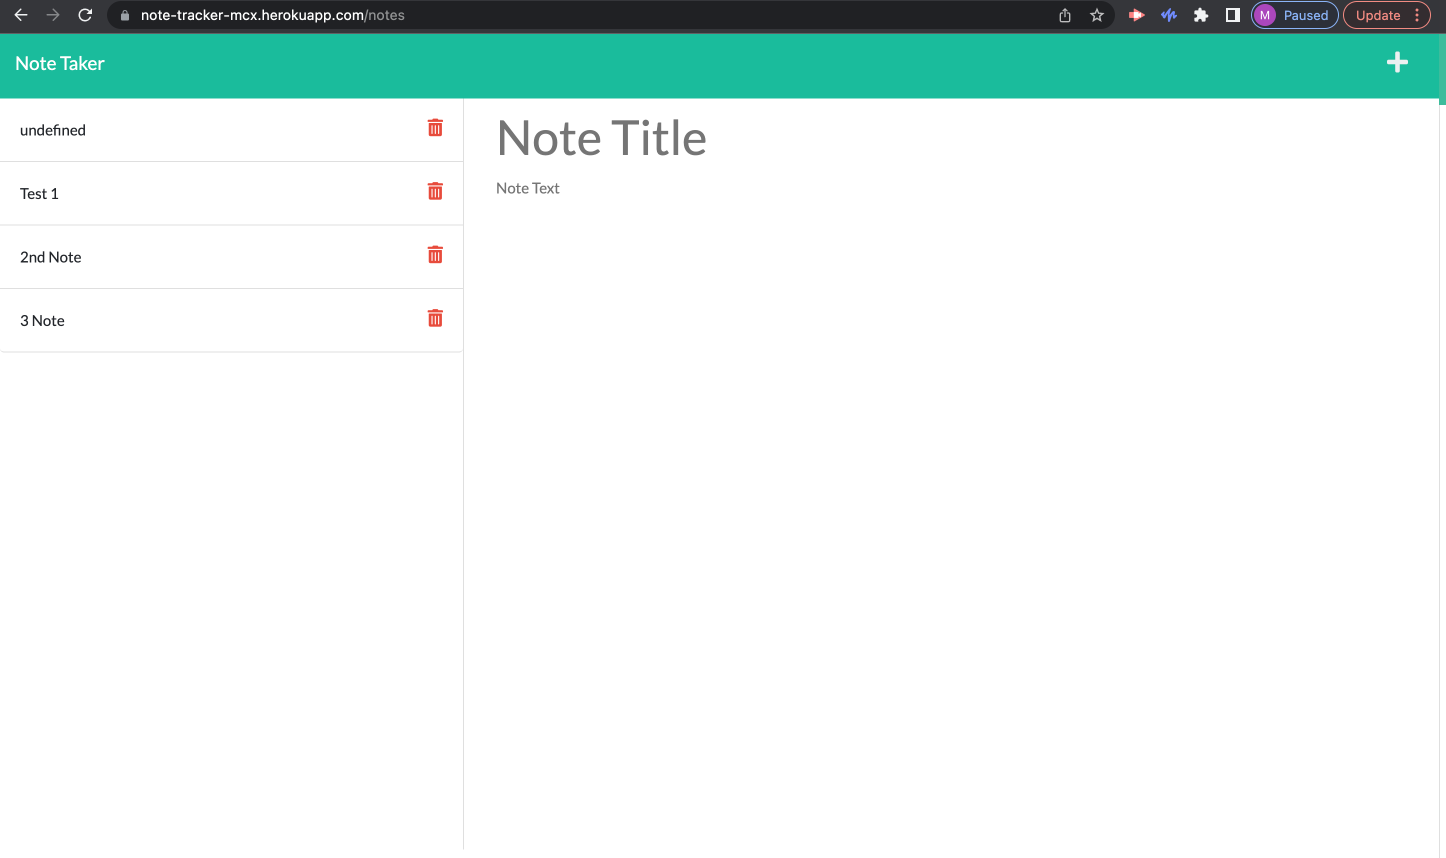 note-tracker-mcx.herokuapp.com/notes
M Paused Update
Note Taker
undefined
Test 1
2nd Note
3 Note
Note Title
Note Text